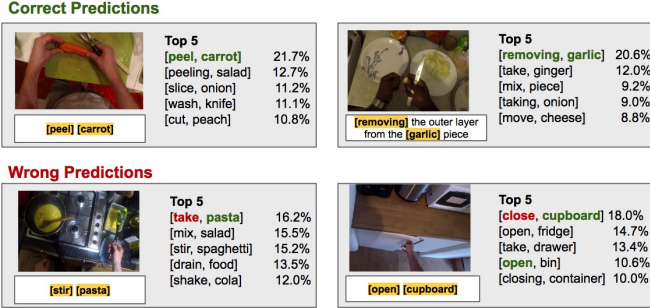 Correct Predictions
Top 5
[peel, carrot] 21.7%
[peeling, salad] 12.7%
[slice, onion] 11.2%
[wash, knife] 11.1%
[cut, peach] 10.8%
[peel] [carrot]
Top 5
[removing, garlic] 20.6%
[take, ginger] 12.0%
[mix, piece] 9.2%
[taking, onion] 9.0%
[move, cheese] 8.8%
[removing] the outer layer
from the [garlic] piece
Wrong Predictions
Top 5
[take, pasta] 16.2%
[mix, salad] 15.5%
[stir, spaghetti] 15.2%
[drain, food] 13.5%
[shake, cola] 12.0%
[stir] [pasta]
Top 5
[close, cupboard] 18.0%
[open, fridge] 14.7%
[take, drawer] 13.4%
[open, bin] 10.6%
[closing, container] 10.0%
[open] [cupboard]